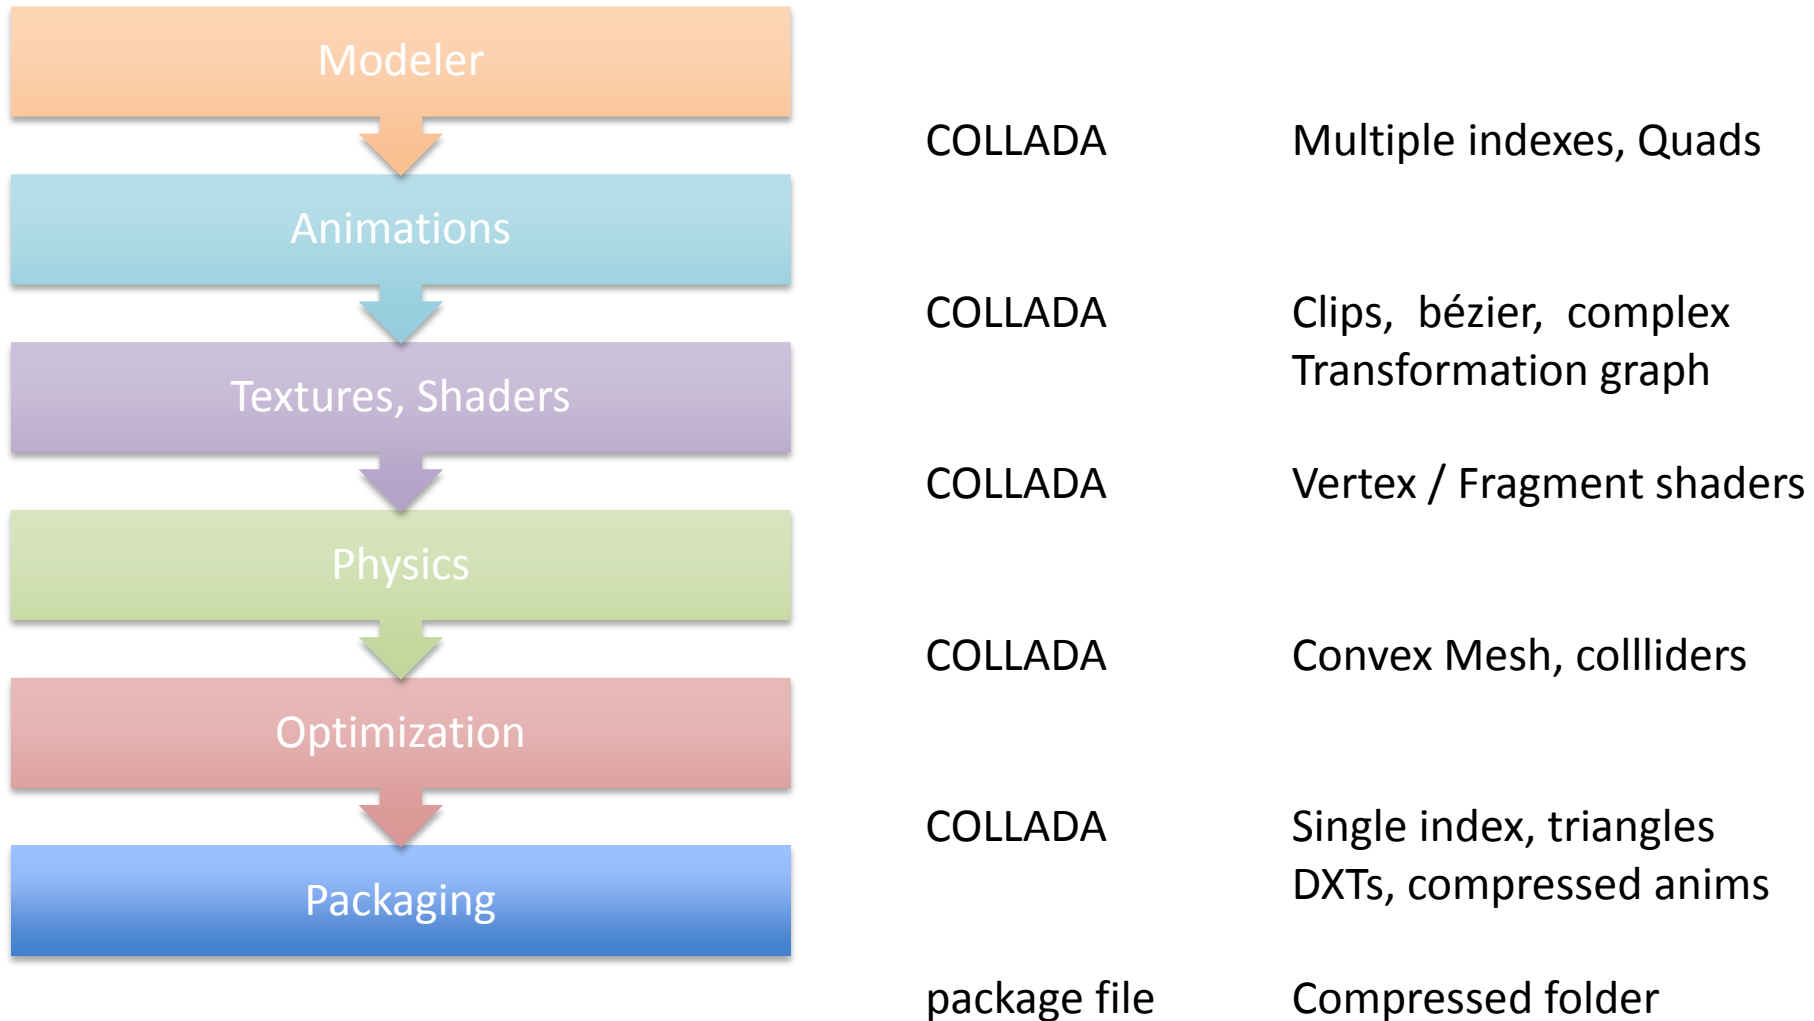 Modeler
COLLADA Multiple indexes, Quads
Animations
COLLADA Clips, bézier, complex
Transformation graph
Textures, Shaders
COLLADA Vertex / Fragment shaders
Physics
COLLADA Convex Mesh, collliders
Optimization
COLLADA Single index, triangles
DXTs, compressed anims
Packaging
package file Compressed folder